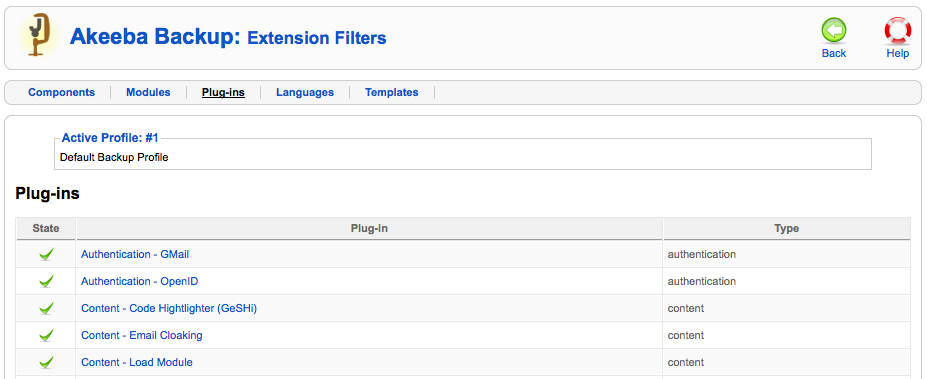 Akeeba Backup: Extension Filters
Back
Help
Components
Modules
Plug-ins
Languages
Templates
Active Profile: #1
Default Backup Profile
Plug-ins
State Plug-in Type
Authentication - GMail authentication
Authentication - OpenID authentication
Content - Code Hightlighter (GeSHi) content
Content - Email Cloaking content
Content - Load Module content